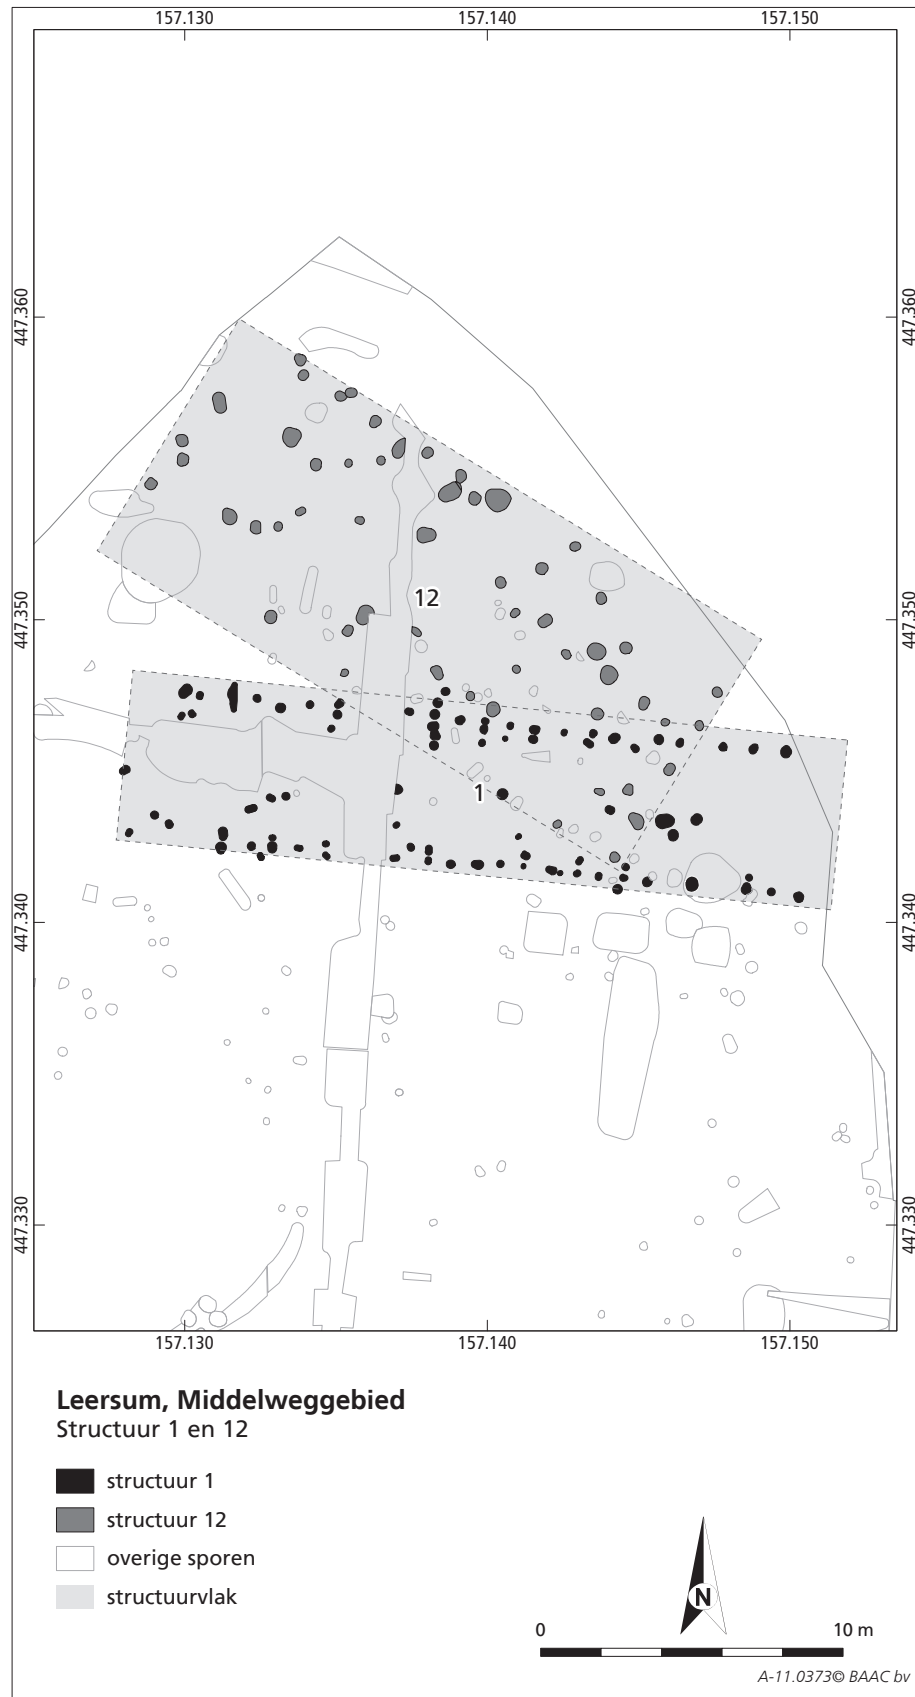 157.130 157.140 157.150
447.360 447.360
12
447.350 447.350
1
447.340 447.340
447.330 447.330
157.130 157.140 157.150
Leersum, Middelweggebied
Structuur 1 en 12
structuur 1
structuur 12
overige sporen
structuurvlak
N
0 10 m
A-11.0373© BAAC bv